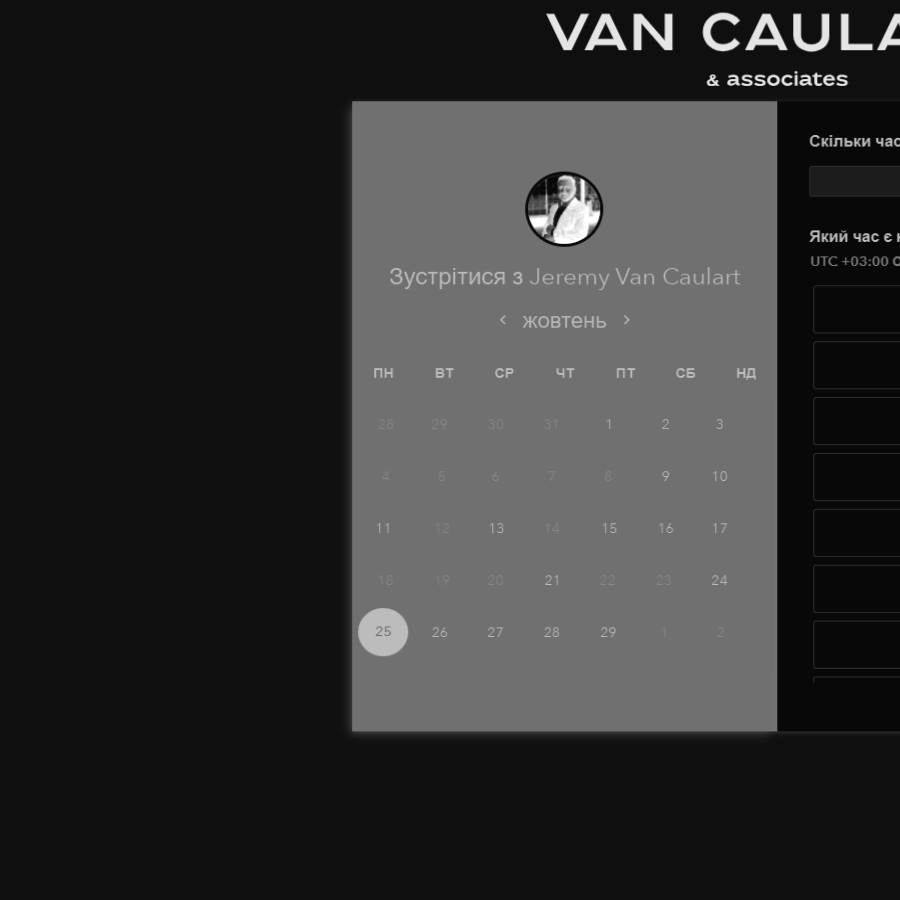 VAN CAULA
& associates
Скільки час
Який час є
UTC +03:00
Зустрітися з Jeremy Van Caulart
жовтень
ПН ВТ СР ЧТ ПТ СБ НД
28 29 30 31 1 2 3
4 5 6 7 8 9 10
11 12 13 14 15 16 17
18 19 20 21 22 23 24
25 26 27 28 29 1 2